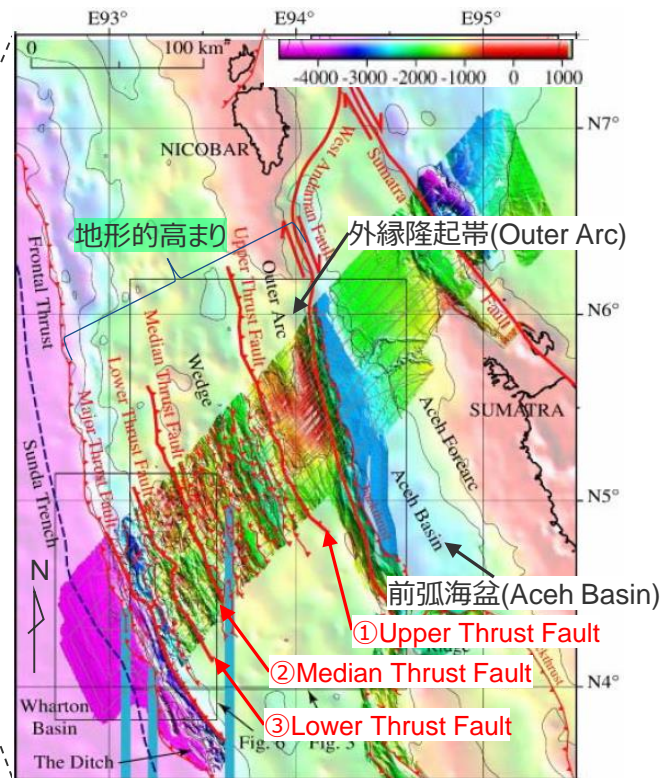 E93°
E94°
E95°
0
100 km
-4000 -3000 -2000 -1000
0
1000
N7°
NICOBAR
West Andaman Fault
Sumatra
Fault
地形的高まり
外縁隆起帯(Outer Arc)
Frontal Thrust
Upper Thrust Fault
Outer Arc
N6°
Median Thrust Fault
Wedge
Lower Thrust Fault
Major Thrust Fault
SUMATRA
Aceh Forearc
Sunda Trench
Aceh Basin
N5°
N
前弧海盆(Aceh Basin)
①Upper Thrust Fault
②Median Thrust Fault
N4°
③Lower Thrust Fault
Wharton
Basin
The Ditch
Fig. 6